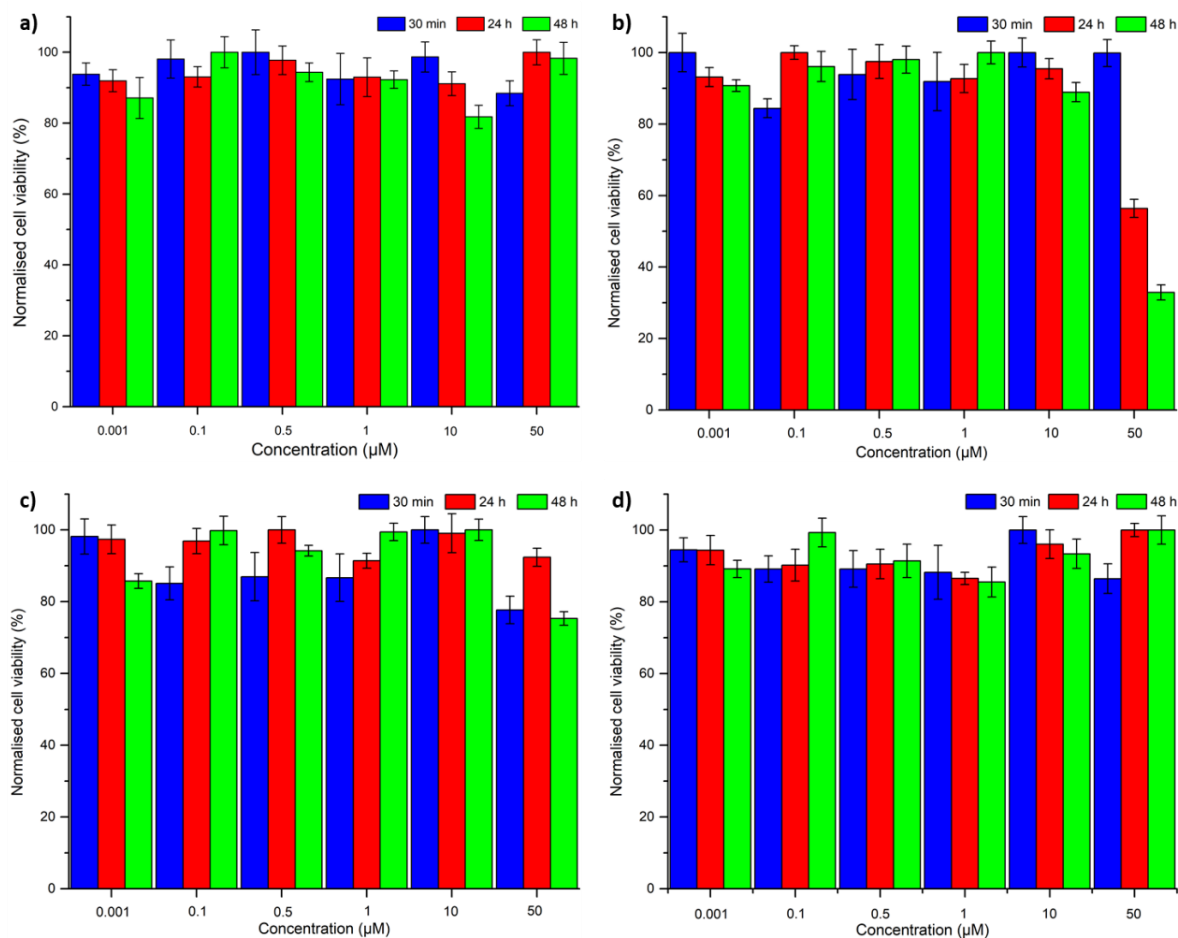 a)
30 min 24 h 48 h
Normalised cell viability (%)
100
80
60
40
20
0
0.001 0.1 0.5 1 10 50
Concentration (µM)
b)
30 min 24 h 48 h
Normalised cell viability (%)
100
80
60
40
20
0
0.001 0.1 0.5 1 10 50
Concentration (µM)
c)
30 min 24 h 48 h
Normalised cell viability (%)
100
80
60
40
20
0
0.001 0.1 0.5 1 10 50
Concentration (µM)
d)
30 min 24 h 48 h
Normalised cell viability (%)
100
80
60
40
20
0
0.001 0.1 0.5 1 10 50
Concentration (µM)